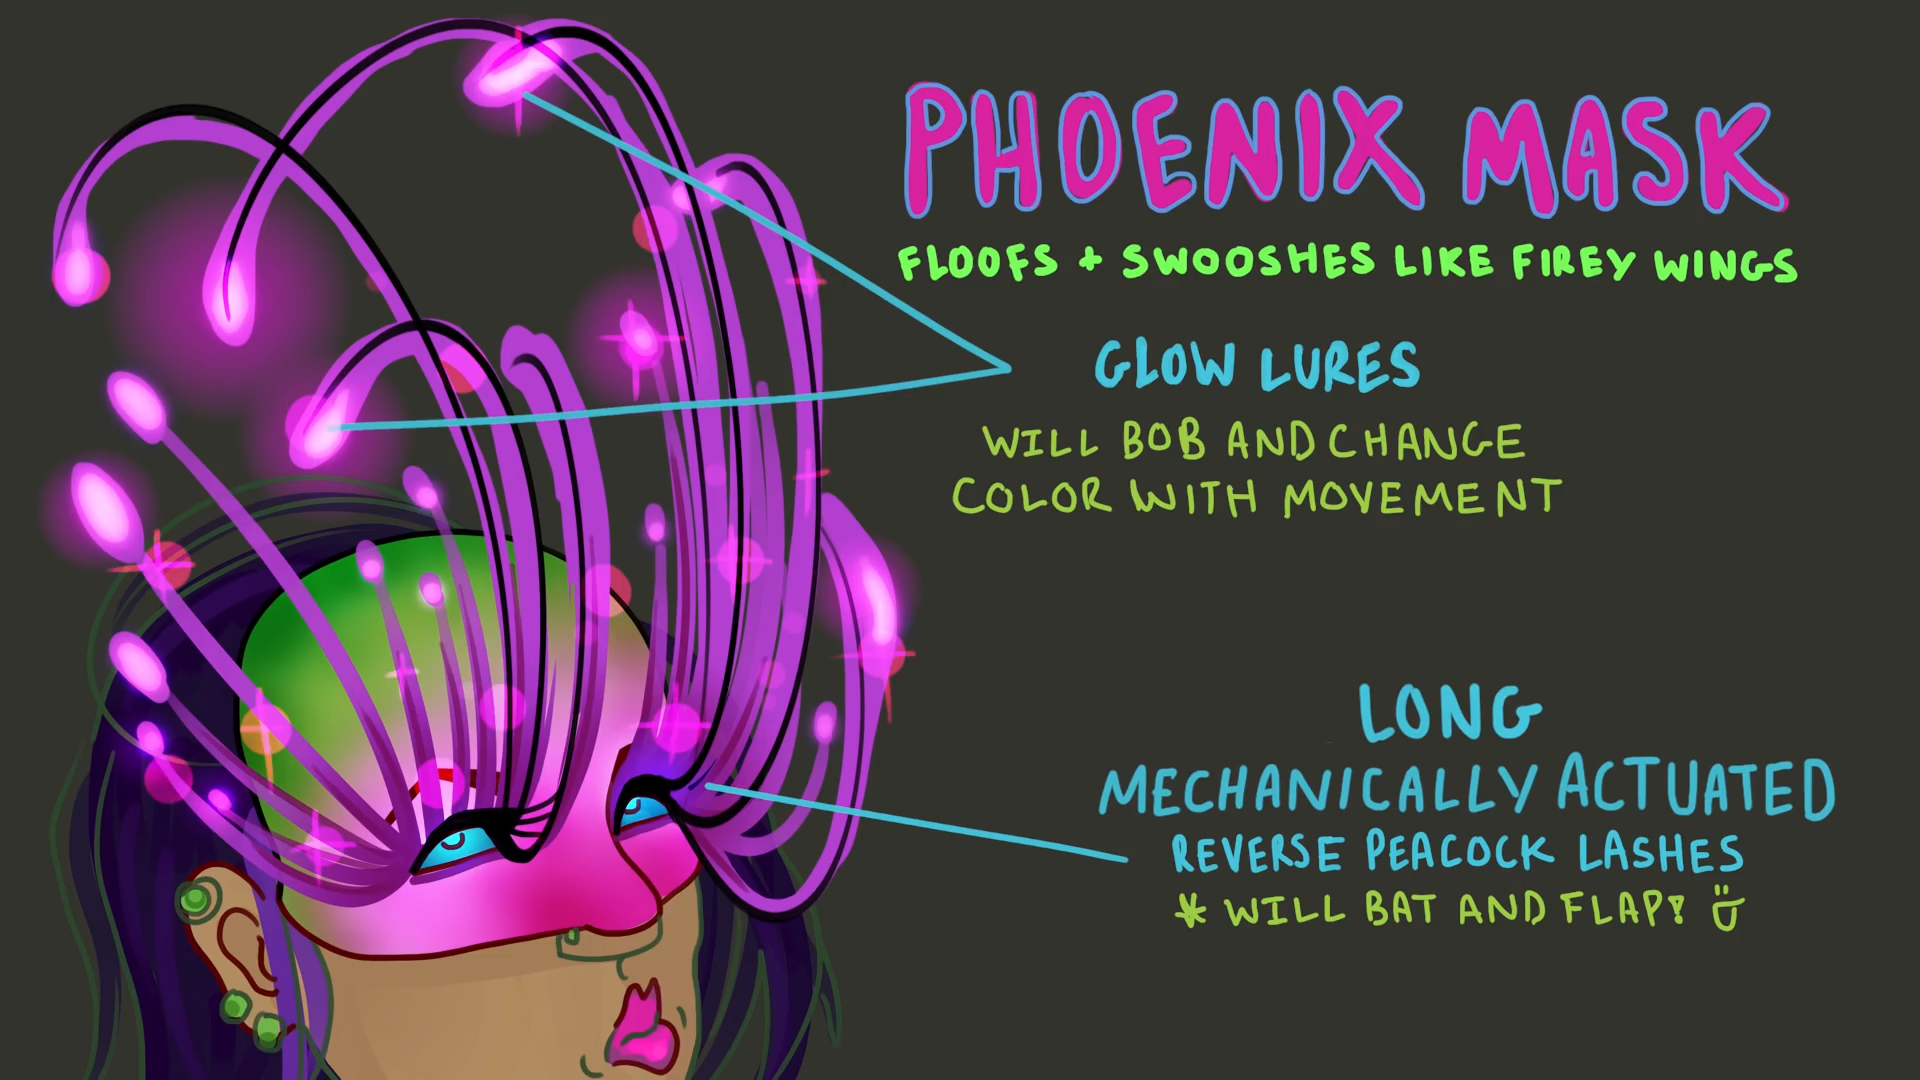 PHOENIX MASK
FLOOFS + SWOOSHES LIKE FIREY WINGS
GLOW LURES
WILL BOB AND CHANGE
COLOR WITH MOVEMENT
LONG
MECHANICALLY ACTUATED
REVERSE PEACOCK LASHES
* WILL BAT AND FLAP!